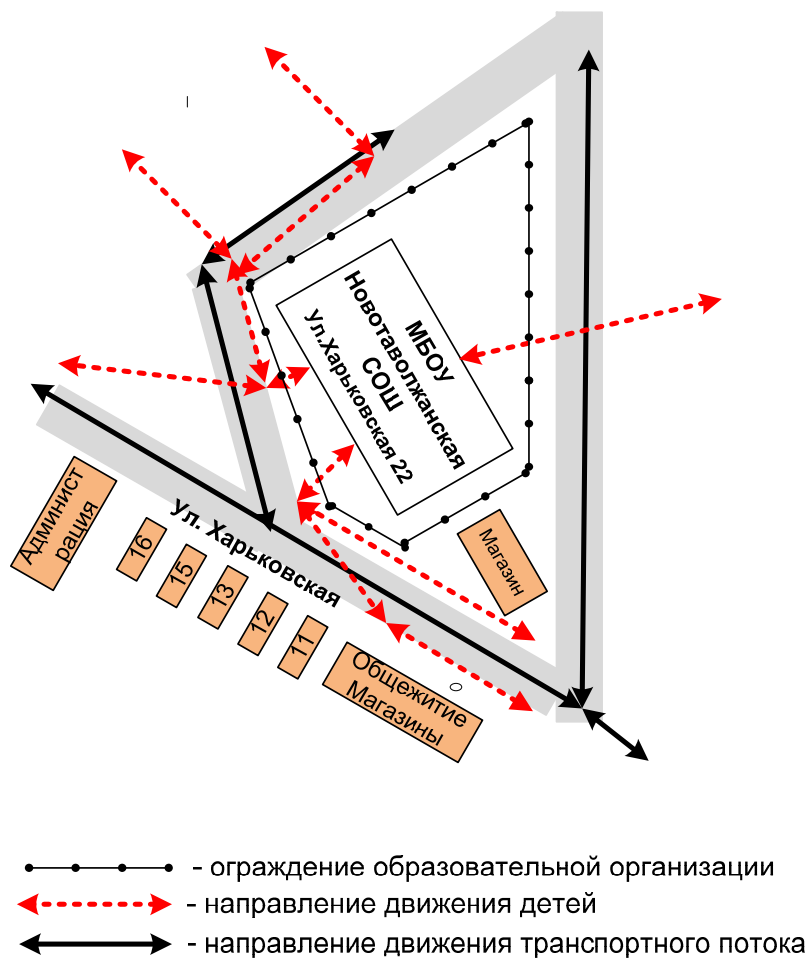 МБОУ
Новотаволжанская
СОШ
Ул.Харьковская 22
Админист
рация
16
15
13
12
11
Ул. Харьковская
Магазин
Общежитие
Магазины
- ограждение образовательной организации
- направление движения детей
- направление движения транспортного потока